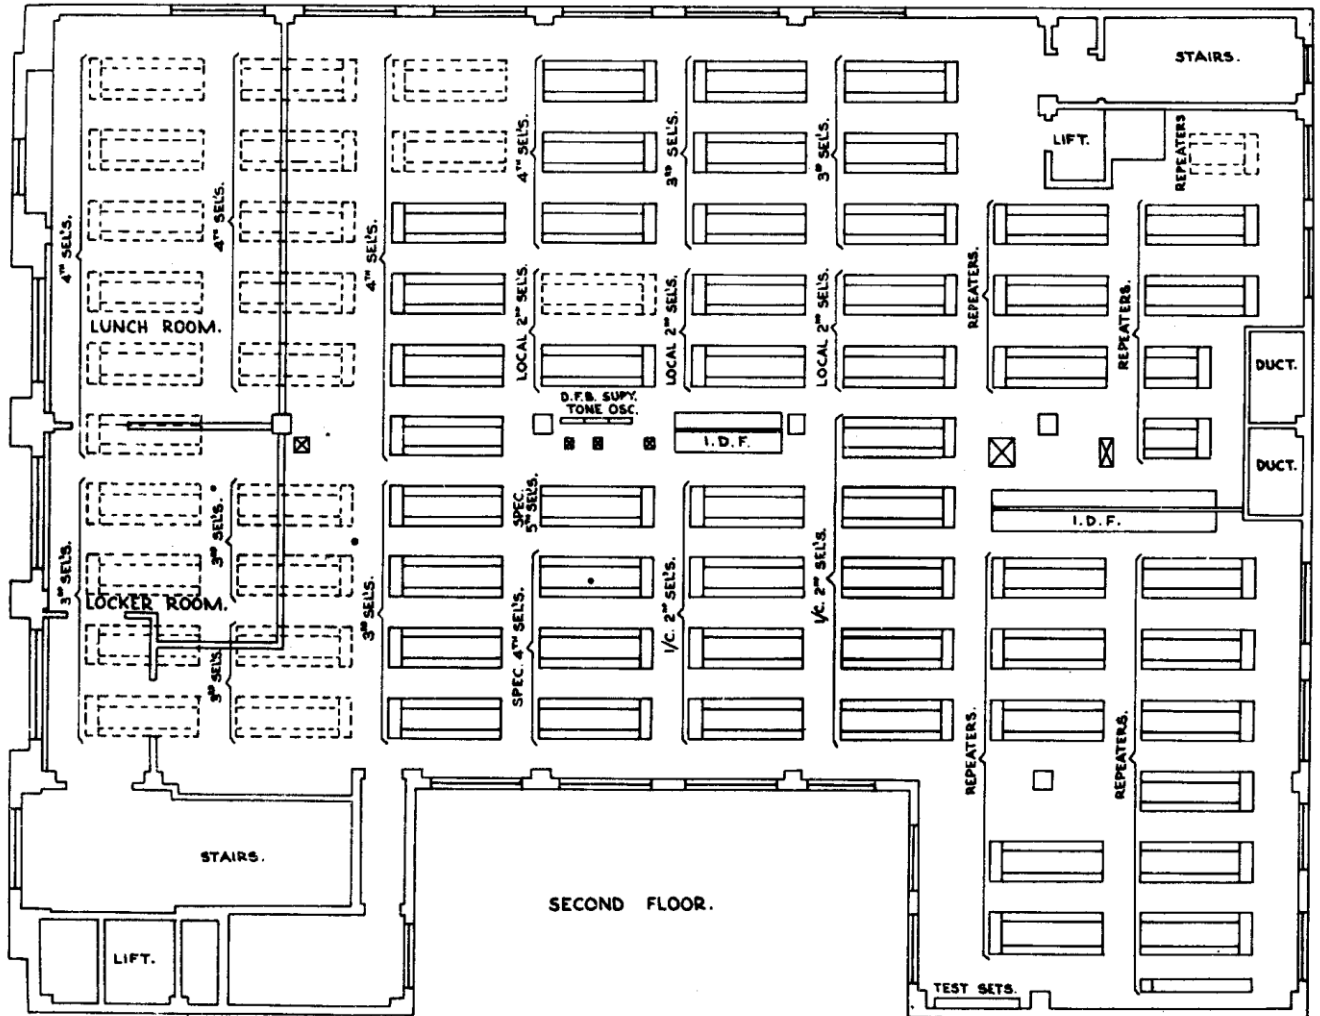 STAIRS.
LIFT.
REPEATERS
4TH SEL'S.
4TH SEL'S.
4TH SEL'S.
4TH SEL'S.
3RD SEL'S.
3RD SEL'S.
LUNCH ROOM.
LOCAL 2ND SEL'S.
LOCAL 2ND SEL'S.
LOCAL 2ND SEL'S.
REPEATERS.
REPEATERS.
DUCT.
D.F.B. SUPY.
TONE OSC.
I.D.F.
DUCT.
I.D.F.
3RD SEL'S.
3RD SEL'S.
3RD SEL'S.
SPEC.
5TH SEL'S.
LOCKER ROOM.
3RD SEL'S.
SPEC. 4TH SEL'S.
I/C. 2ND SEL'S.
I/C. 2ND SEL'S.
REPEATERS.
REPEATERS.
STAIRS.
SECOND FLOOR.
LIFT.
TEST SETS.